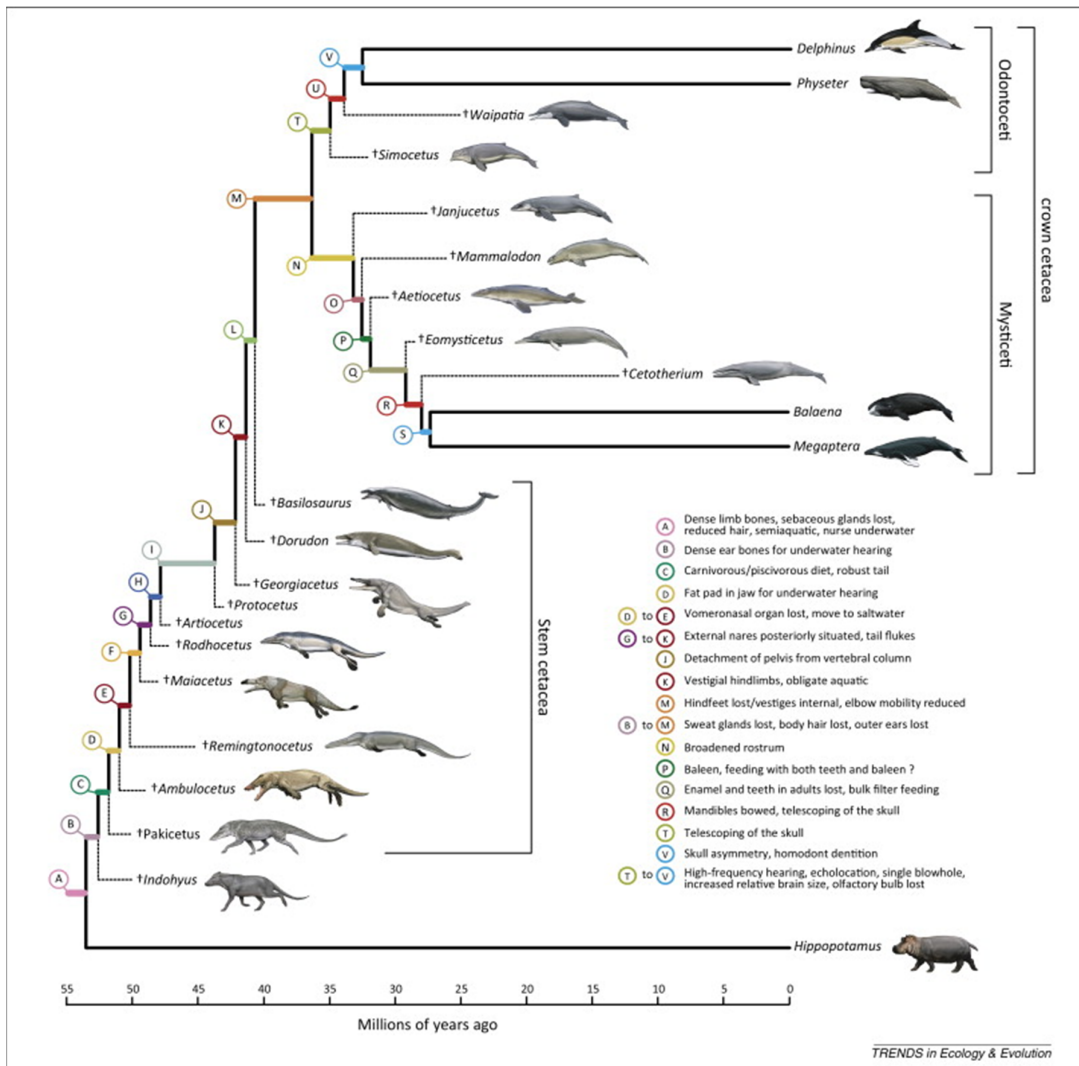 V
Delphinus
U
Physeter
T
†Waipatia
†Simocetus
Odontoceti
M
†Janjucetus
N
†Mammalodon
O
†Aetiocetus
P
†Eomysticetus
Q
†Cetotherium
R
Balaena
S
Megaptera
Mysticeti
crown cetacea
L
K
†Basilosaurus
J
†Dorudon
I
†Georgiacetus
H
†Protocetus
G
†Artiocetus
†Rodhocetus
F
†Maiacetus
E
†Remingtonocetus
D
†Ambulocetus
C
†Pakicetus
B
†Indohyus
A
Stem cetacea
Hippopotamus
A Dense limb bones, sebaceous glands lost,
reduced hair, semiaquatic, nurse underwater
B Dense ear bones for underwater hearing
C Carnivorous/piscivorous diet, robust tail
D Fat pad in jaw for underwater hearing
D to E Vomeronasal organ lost, move to saltwater
G to K External nares posteriorly situated, tail flukes
J Detachment of pelvis from vertebral column
K Vestigial hindlimbs, obligate aquatic
M Hindfeet lost/vestiges internal, elbow mobility reduced
B to M Sweat glands lost, body hair lost, outer ears lost
N Broadened rostrum
P Baleen, feeding with both teeth and baleen ?
Q Enamel and teeth in adults lost, bulk filter feeding
R Mandibles bowed, telescoping of the skull
T Telescoping of the skull
V Skull asymmetry, homodont dentition
T to V High-frequency hearing, echolocation, single blowhole,
increased relative brain size, olfactory bulb lost
55 50 45 40 35 30 25 20 15 10 5 0
Millions of years ago
TRENDS in Ecology & Evolution